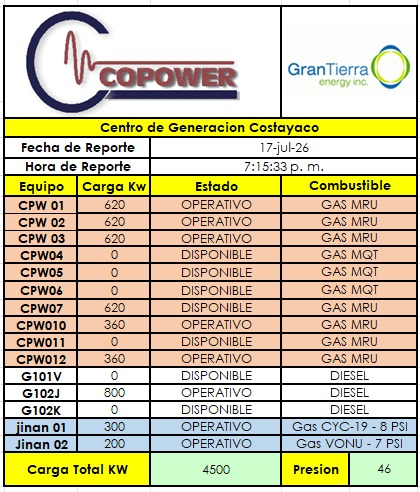 COPOWER
GranTierra
energy inc.
Centro de Generacion Costayaco
Fecha de Reporte 17-jul-26
Hora de Reporte 7:15:33 p. m.
Equipo Carga Kw Estado Combustible
CPW 01 620 OPERATIVO GAS MRU
CPW 02 620 OPERATIVO GAS MRU
CPW 03 620 OPERATIVO GAS MRU
CPW04 0 DISPONIBLE GAS MQT
CPW05 0 DISPONIBLE GAS MQT
CPW06 0 DISPONIBLE GAS MQT
CPW07 620 OPERATIVO GAS MRU
CPW010 360 OPERATIVO GAS MRU
CPW011 0 DISPONIBLE GAS MRU
CPW012 360 OPERATIVO GAS MRU
G101V 0 DISPONIBLE DIESEL
G102J 800 OPERATIVO DIESEL
G102K 0 DISPONIBLE DIESEL
jinan 01 300 OPERATIVO Gas CYC-19 - 8 PSI
Jinan 02 200 OPERATIVO Gas VONU - 7 PSI
Carga Total KW 4500 Presion 46